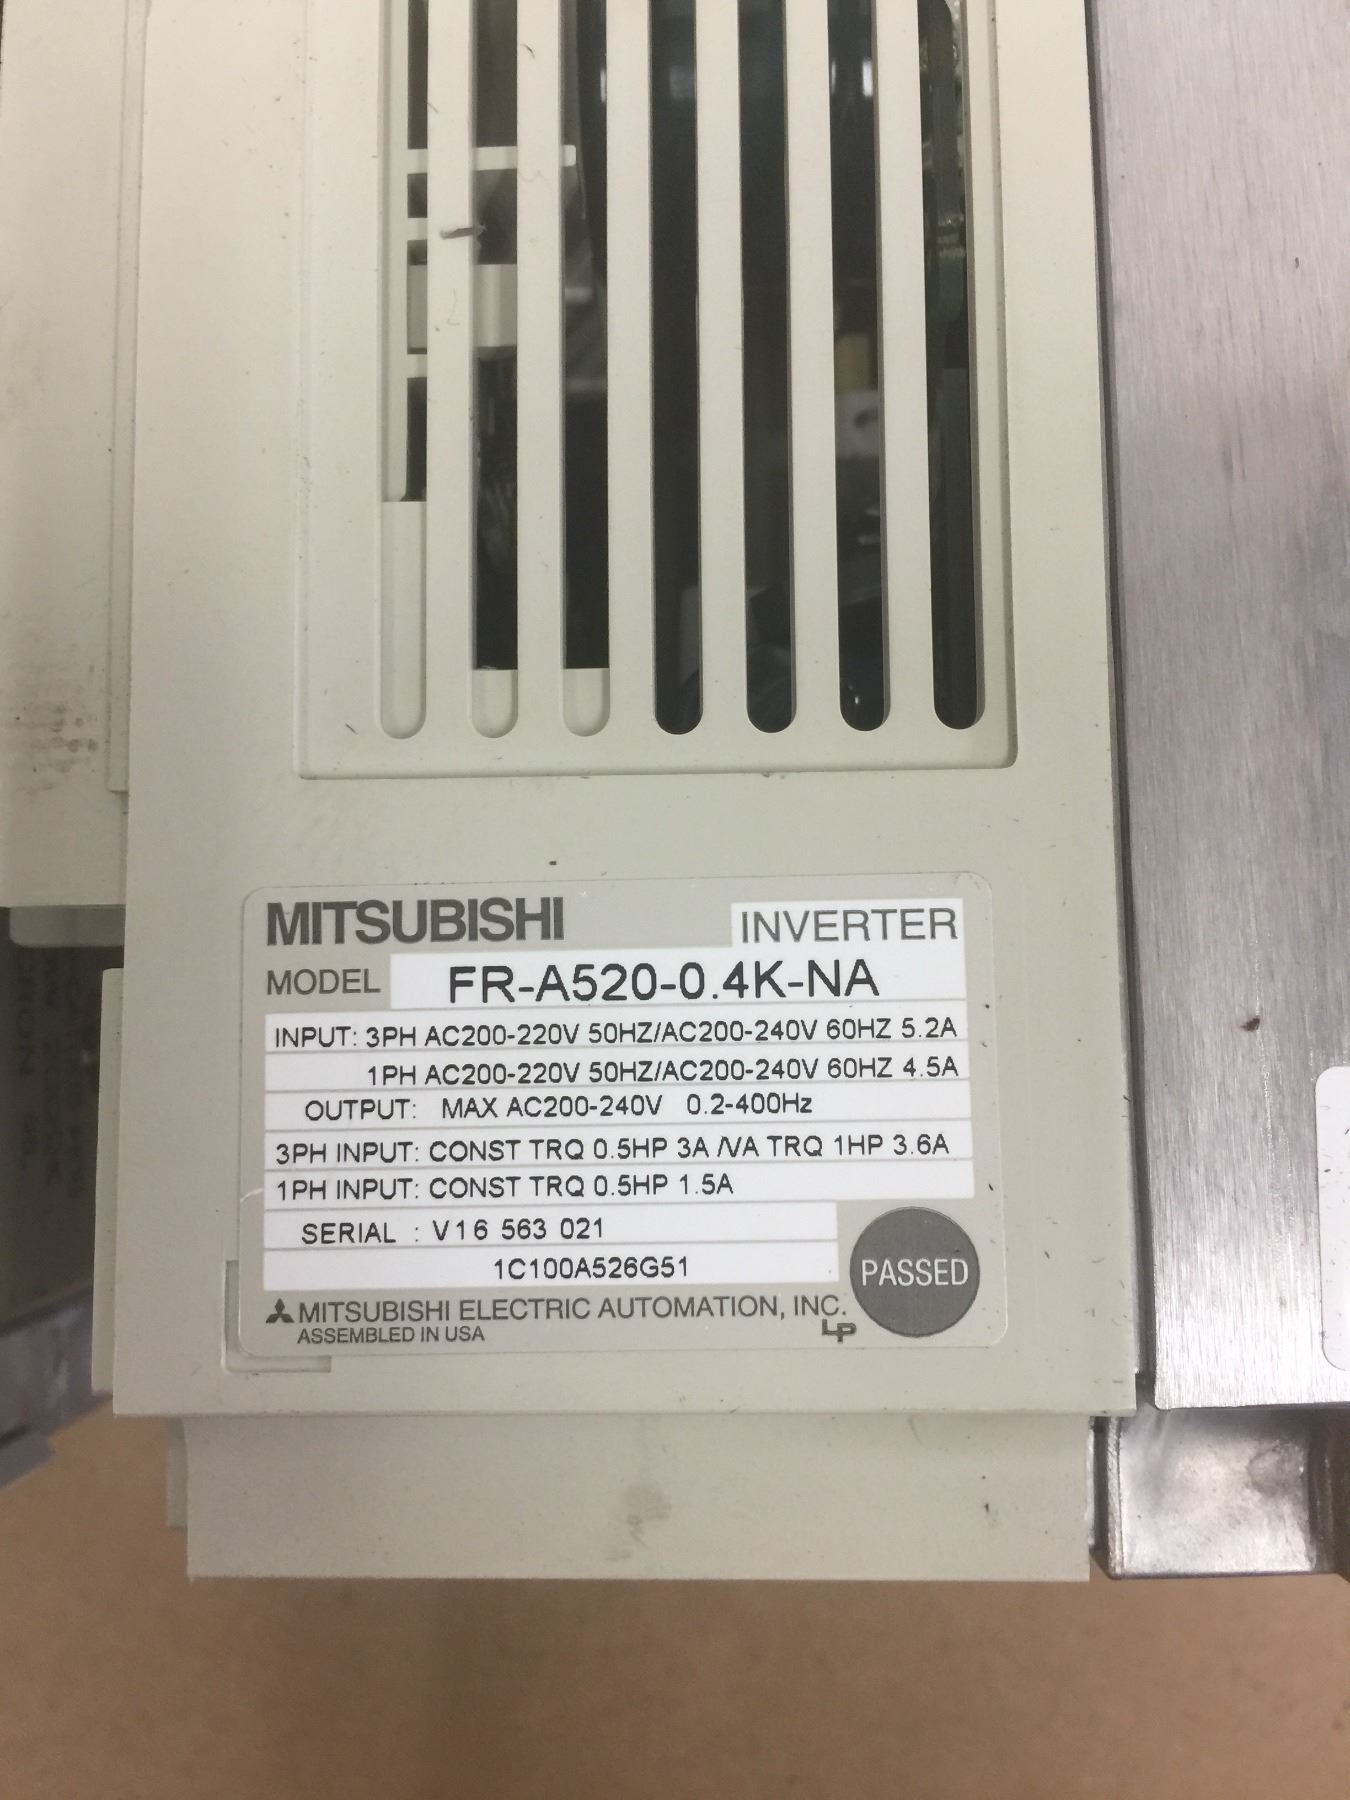 MITSUBISHI INVERTER
MODEL FR-A520-0.4K-NA
INPUT: 3PH AC200-220V 50HZ/AC200-240V 60HZ 5.2A
1PH AC200-220V 50HZ/AC200-240V 60HZ 4.5A
OUTPUT: MAX AC200-240V 0.2-400Hz
3PH INPUT: CONST TRQ 0.5HP 3A /VA TRQ 1HP 3.6A
1PH INPUT: CONST TRQ 0.5HP 1.5A
SERIAL : V16 563 021
1C100A526G51
PASSED
MITSUBISHI ELECTRIC AUTOMATION, INC.
ASSEMBLED IN USA
LP